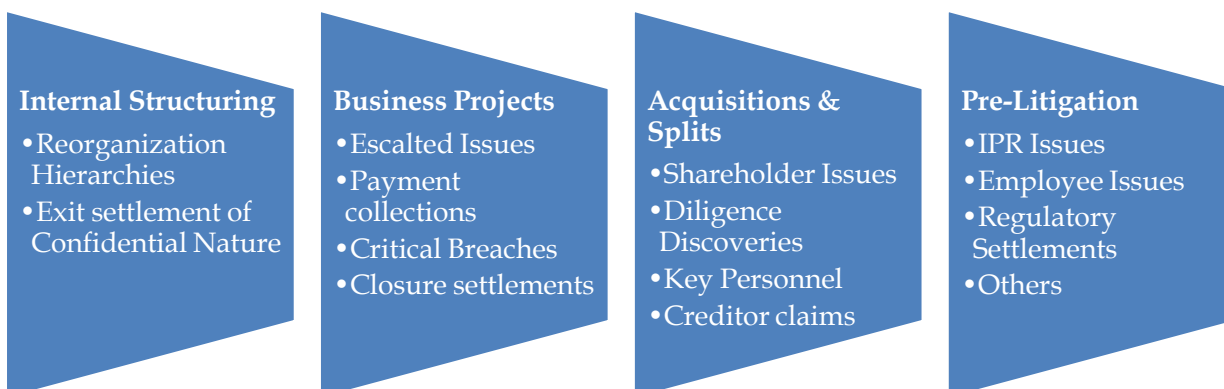 Internal Structuring
•Reorganization
Hierarchies
•Exit settlement of
Confidential Nature
Business Projects
•Escalted Issues
•Payment
collections
•Critical Breaches
•Closure settlements
Acquisitions &
Splits
•Shareholder Issues
•Diligence
Discoveries
•Key Personnel
•Creditor claims
Pre-Litigation
•IPR Issues
•Employee Issues
•Regulatory
Settlements
•Others